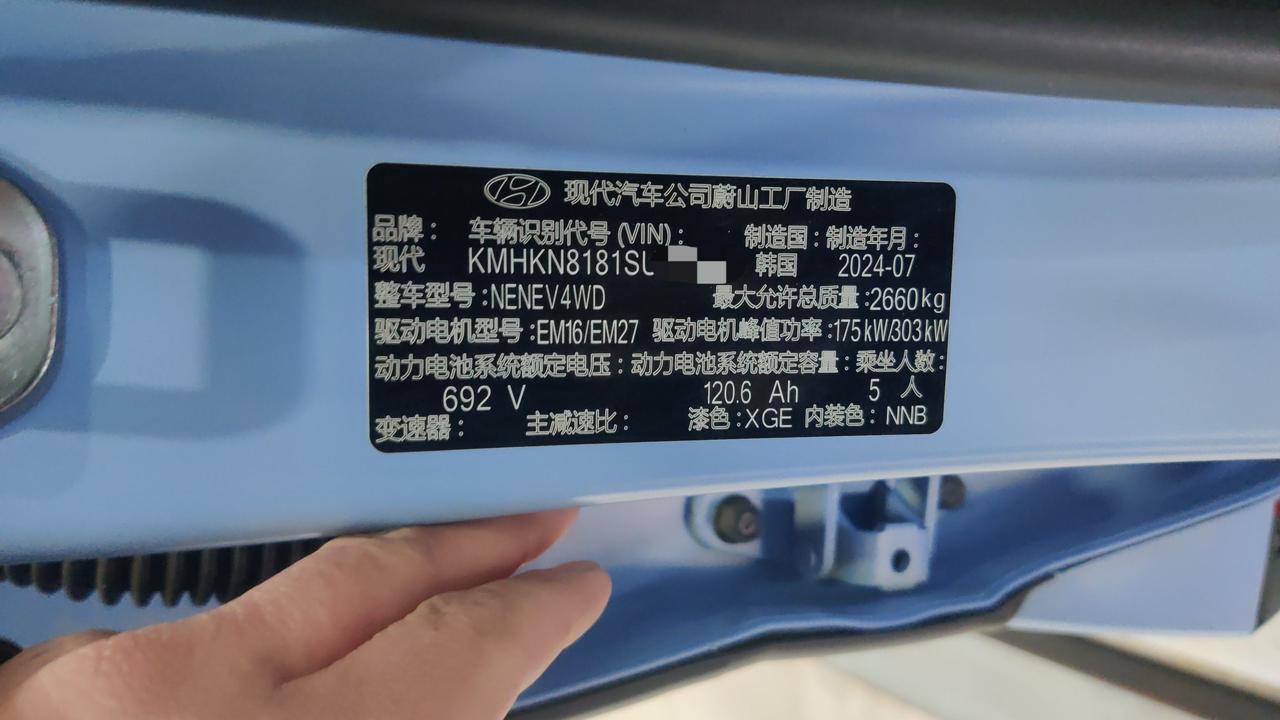 现代汽车公司蔚山工厂制造
品牌： 车辆识别代号 (VIN)： 制造国： 制造年月：
现代 KMHKN8181SU 韩国 2024-07
整车型号:NENEV4WD 最大允许总质量:2660kg
驱动电机型号:EM16/EM27 驱动电机峰值功率:175kW/303kW
动力电池系统额定电压： 动力电池系统额定容量： 乘坐人数：
692 V 120.6 Ah 5 人
变速器： 主减速比： 漆色:XGE 内装色: NNB